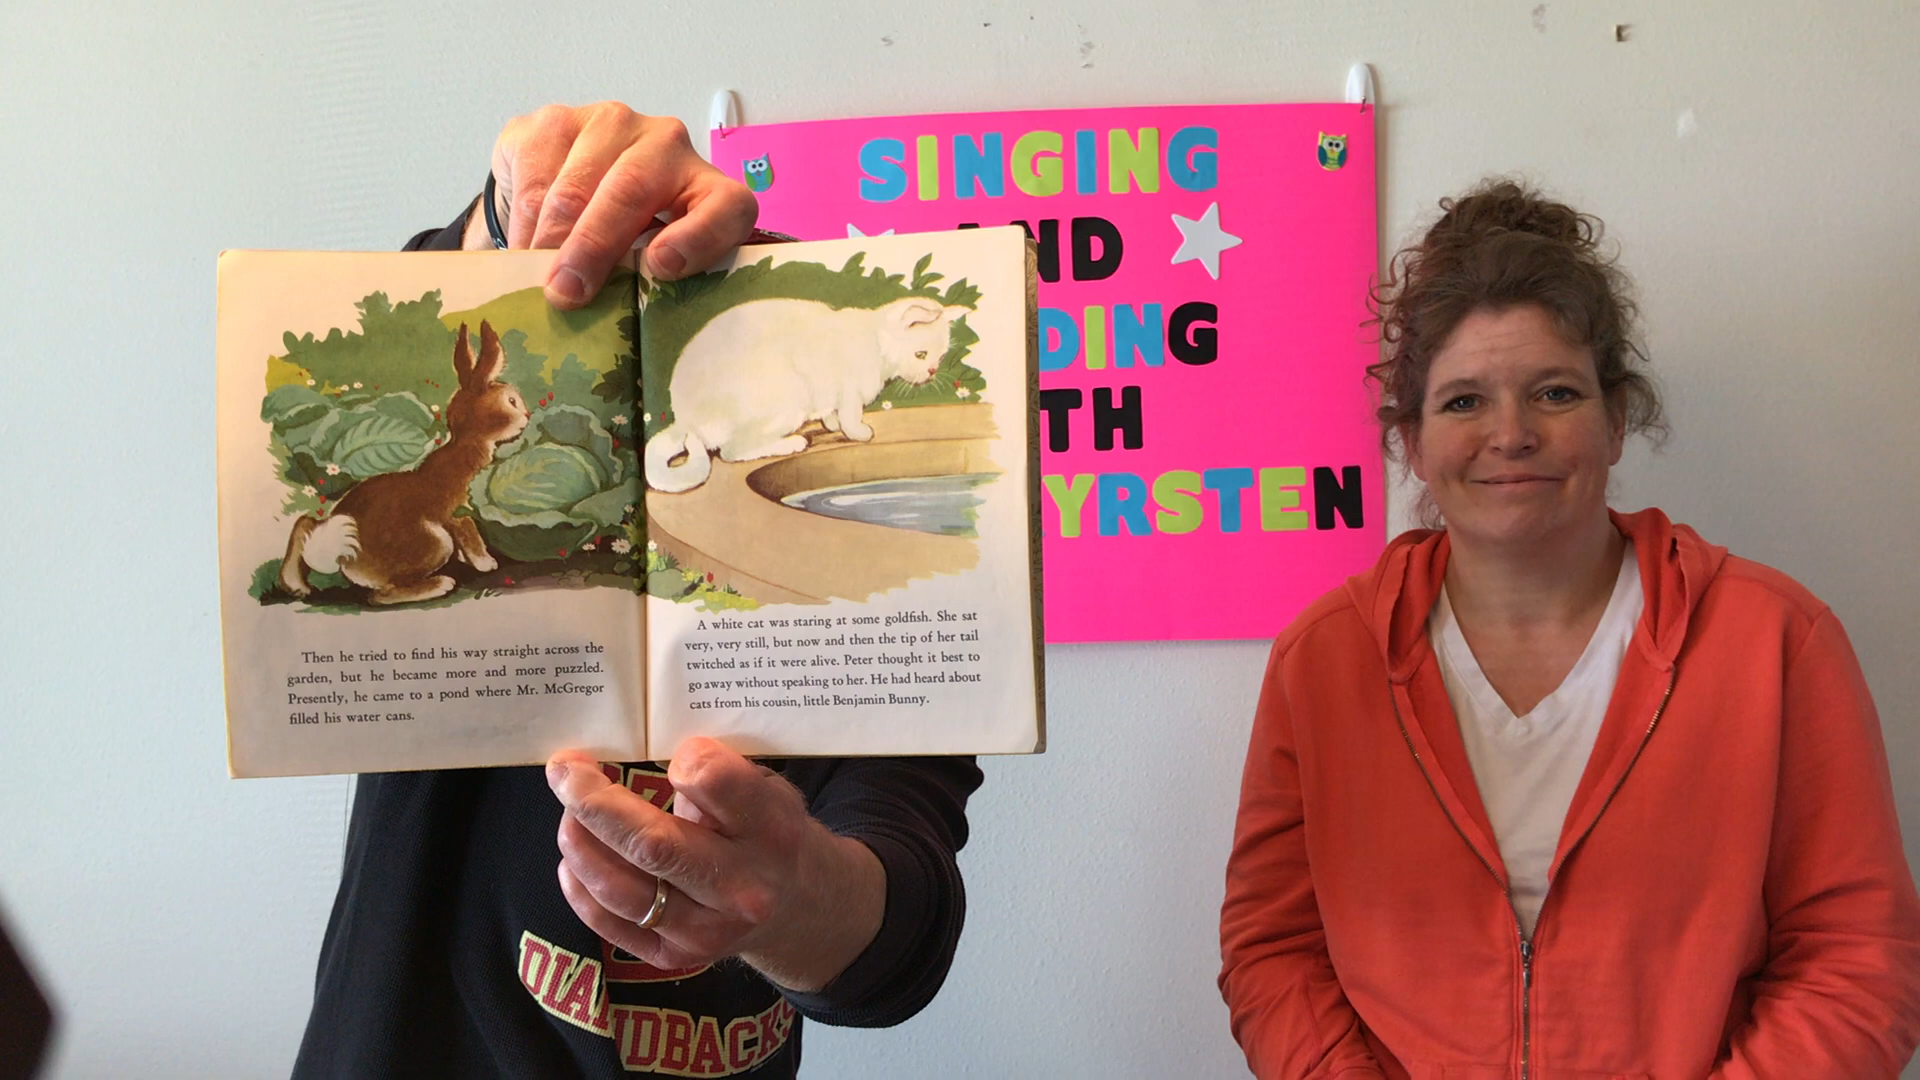 SINGING
AND
DING
TH
YRSTEN
Then he tried to find his way straight across the
garden, but he became more and more puzzled.
Presently, he came to a pond where Mr. McGregor
filled his water cans.
A white cat was staring at some goldfish. She sat
very, very still, but now and then the tip of her tail
twitched as if it were alive. Peter thought it best to
go away without speaking to her. He had heard about
cats from his cousin, little Benjamin Bunny.
DIAMONDBACKS